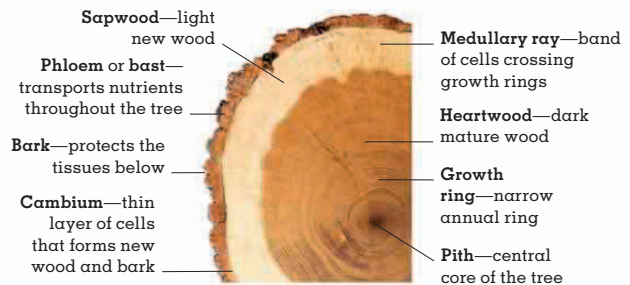 Sapwood—light
new wood
Phloem or bast—
transports nutrients
throughout the tree
Bark—protects the
tissues below
Cambium—thin
layer of cells
that forms new
wood and bark
Medullary ray—band
of cells crossing
growth rings
Heartwood—dark
mature wood
Growth
ring—narrow
annual ring
Pith—central
core of the tree